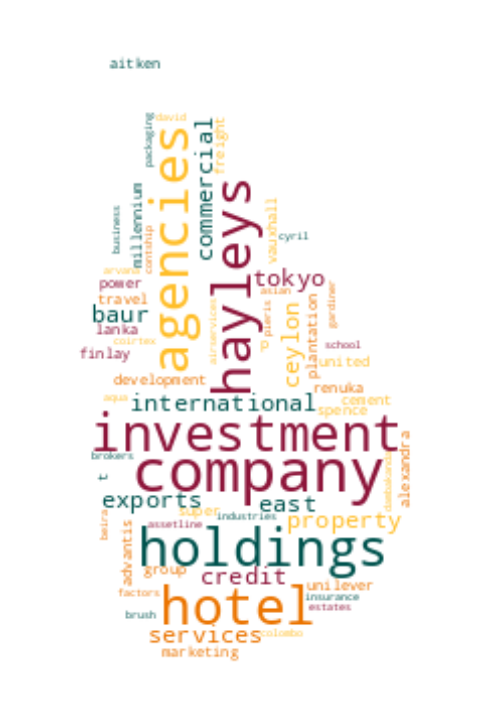 aitken
david
packaging
agencies
commercial
freight
hayleys
millennium
business
contship
vauxhall
cyril
arvana
power
travel
baur
lanka
coirtex
finlay
tokyo
asian
airservices
pieris
p
ceylon
plantation
gardiner
school
united
development
renuka
aqua
international
cement
spence
investment
alexandra
brokers
company
t
exports
east
super
industries
property
beira
assetline
advantis
holdings
group
credit
unilever
factors
insurance
hotel
estates
brush
services
colombo
marketing